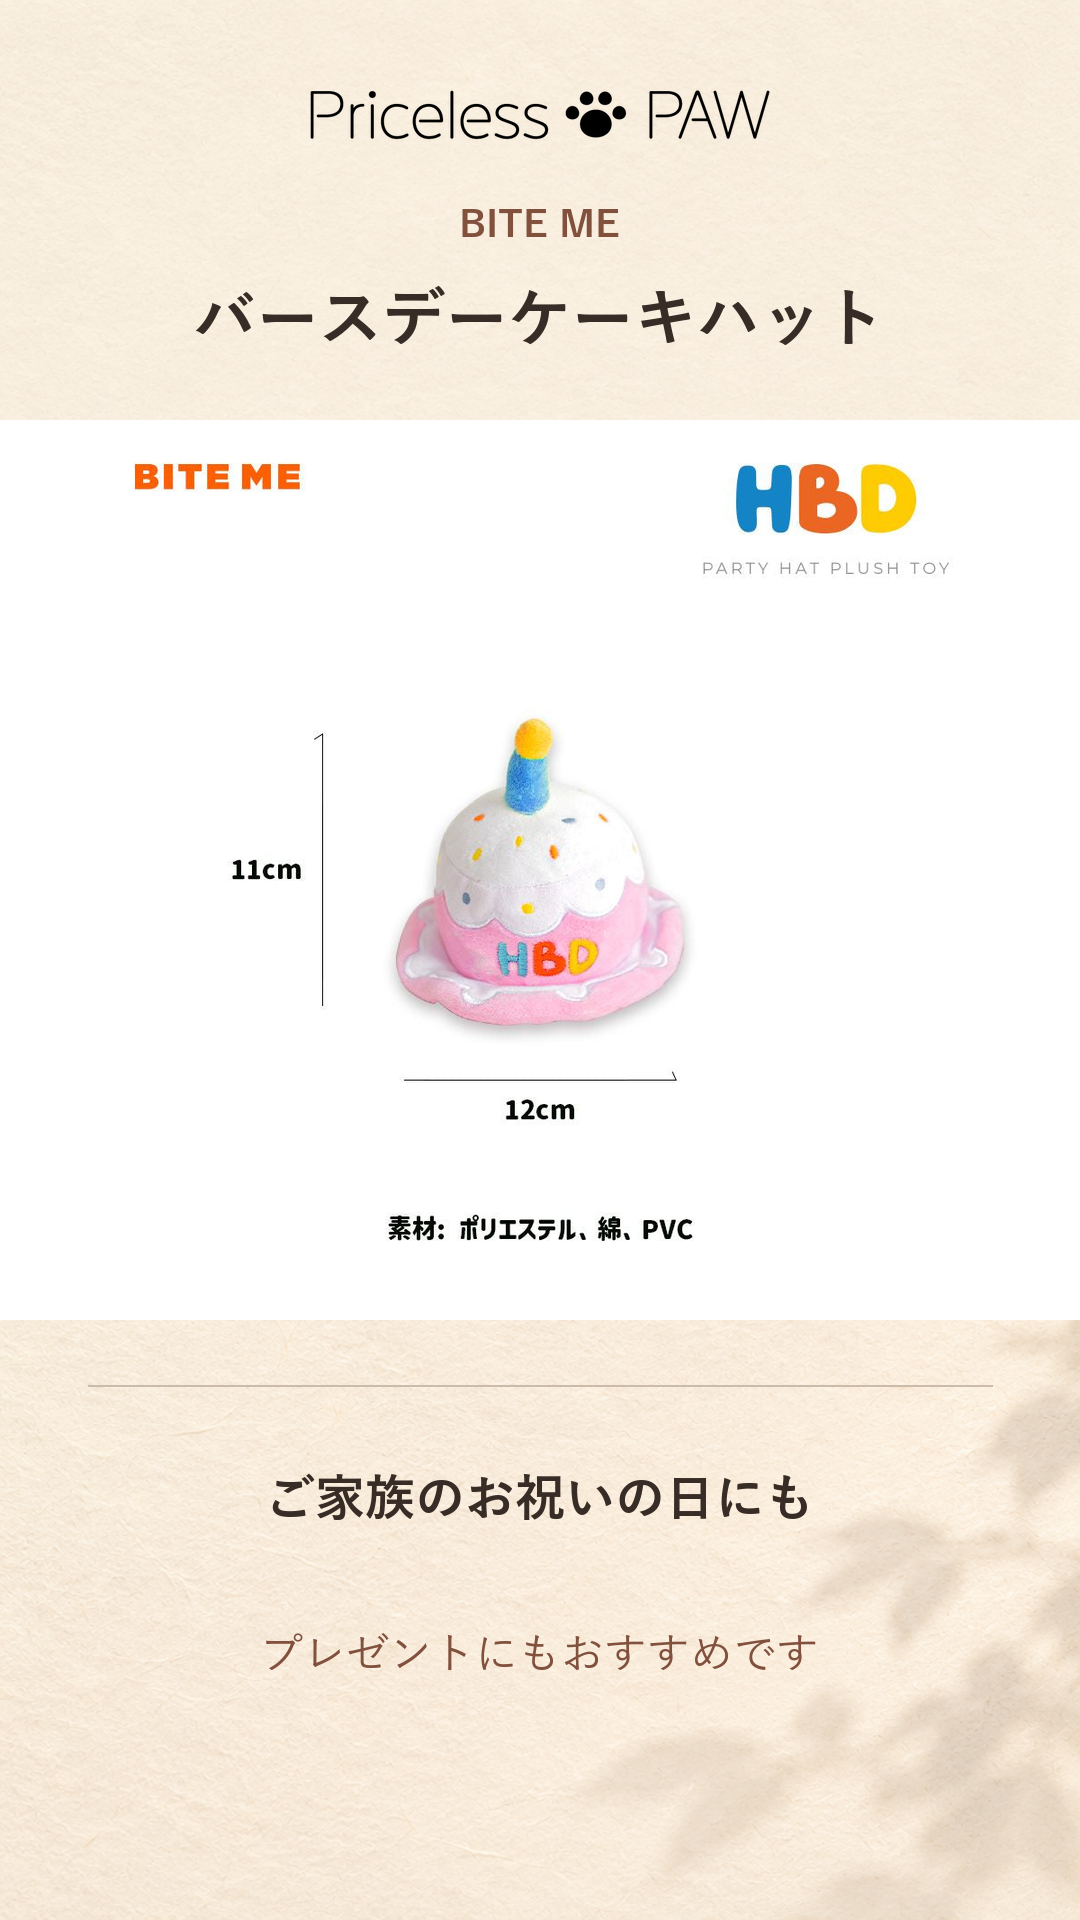 Priceless PAW
BITE ME
バースデーケーキハット
BITE ME
HBD
PARTY HAT PLUSH TOY
11cm
HBD
12cm
素材: ポリエステル、綿、PVC
ご家族のお祝いの日にも
プレゼントにもおすすめです